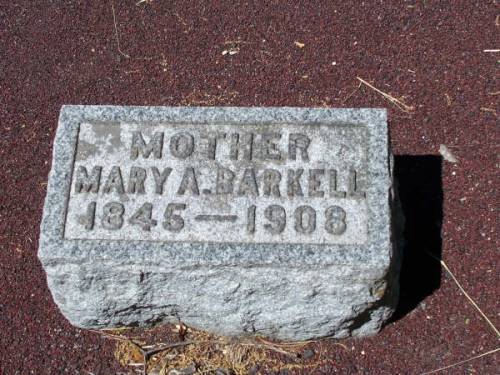 MOTHER
MARY A. BARKELL
1845 — 1908